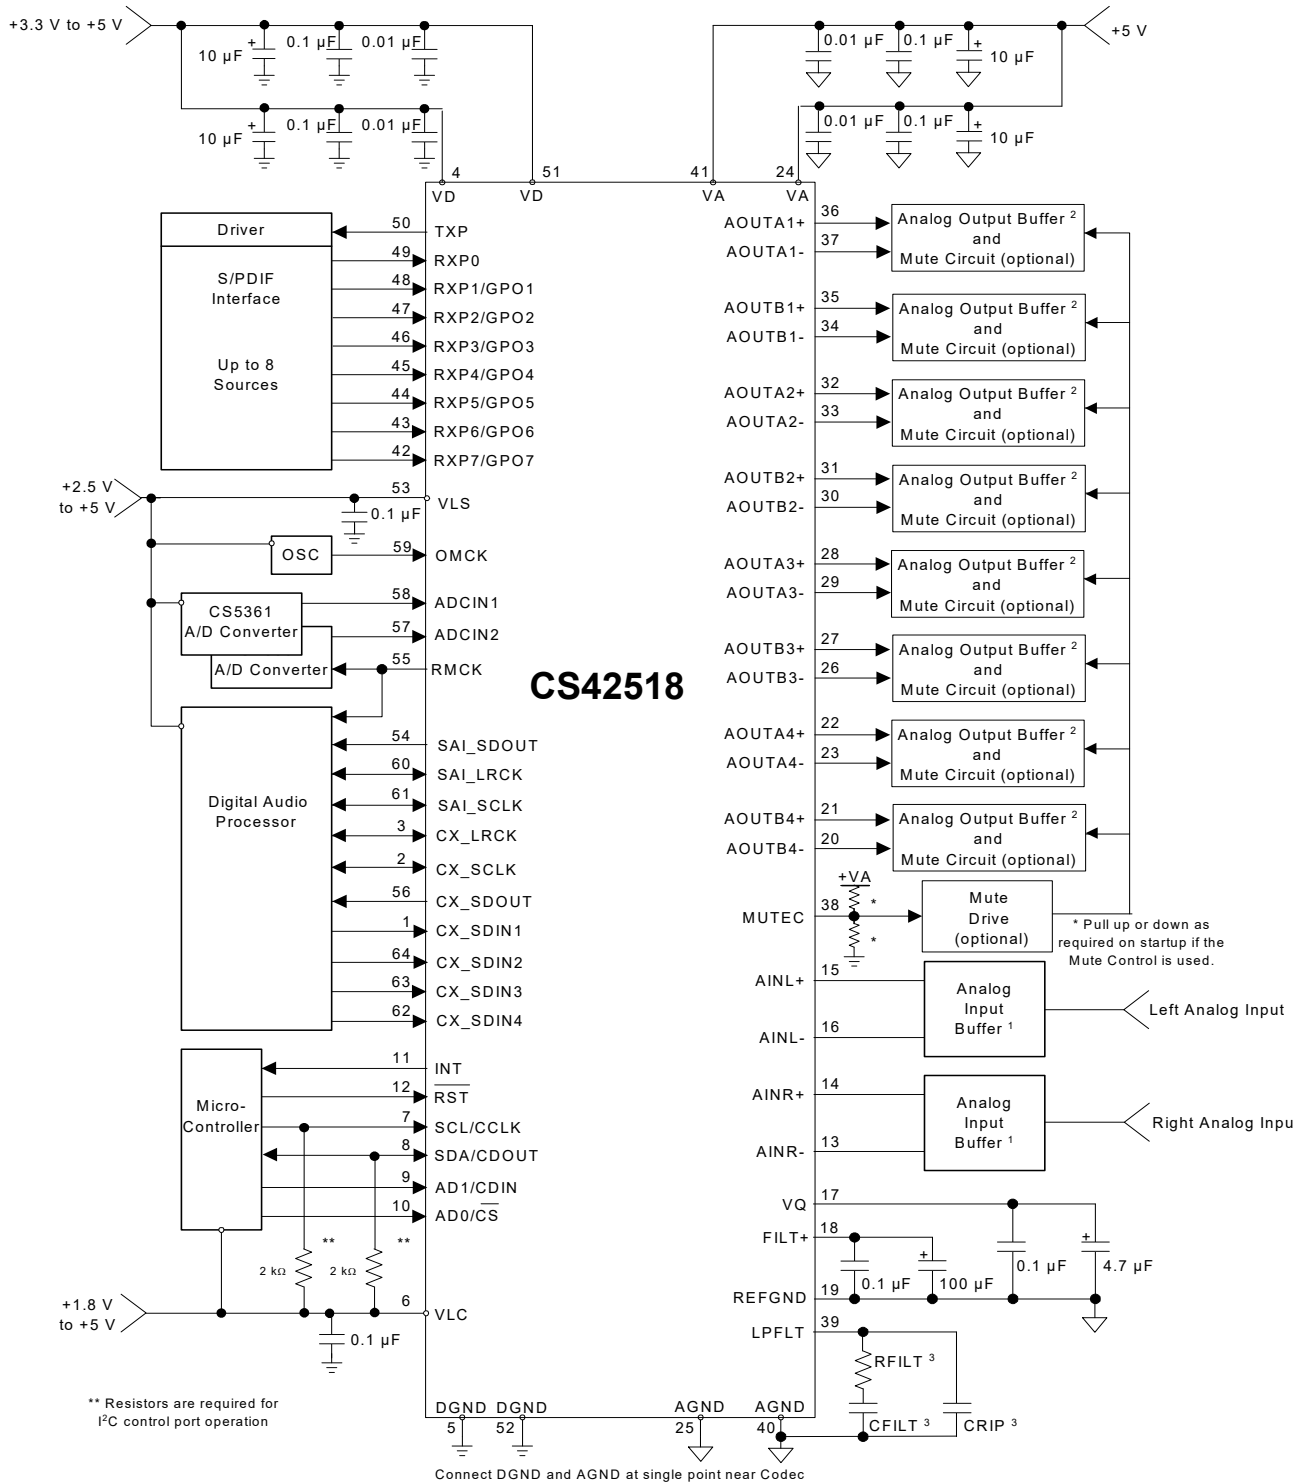 +3.3 V to +5 V
10 µF
+
0.1 µF
0.01 µF
10 µF
+
0.1 µF
0.01 µF
0.01 µF
0.1 µF
+
10 µF
+5 V
0.01 µF
0.1 µF
+
10 µF
4
51
41
24
VD
VD
VA
VA
Driver
S/PDIF
Interface
Up to 8
Sources
50
TXP
49
RXP0
48
RXP1/GPO1
47
RXP2/GPO2
46
RXP3/GPO3
45
RXP4/GPO4
44
RXP5/GPO5
43
RXP6/GPO6
42
RXP7/GPO7
+2.5 V
to +5 V
53
VLS
0.1 µF
OSC
59
OMCK
CS5361
A/D Converter
58
ADCIN1
57
ADCIN2
A/D Converter
55
RMCK
CS42518
Digital Audio
Processor
54
SAI_SDOUT
60
SAI_LRCK
61
SAI_SCLK
3
CX_LRCK
2
CX_SCLK
56
CX_SDOUT
1
CX_SDIN1
64
CX_SDIN2
63
CX_SDIN3
62
CX_SDIN4
Micro-
Controller
11
INT
12
RST
7
SCL/CCLK
8
SDA/CDOUT
9
AD1/CDIN
10
AD0/CS
**
**
2 kΩ
2 kΩ
+1.8 V
to +5 V
6
VLC
0.1 µF
** Resistors are required for
I²C control port operation
AOUTA1+
36
AOUTA1-
37
Analog Output Buffer ²
and
Mute Circuit (optional)
AOUTB1+
35
AOUTB1-
34
Analog Output Buffer ²
and
Mute Circuit (optional)
AOUTA2+
32
AOUTA2-
33
Analog Output Buffer ²
and
Mute Circuit (optional)
AOUTB2+
31
AOUTB2-
30
Analog Output Buffer ²
and
Mute Circuit (optional)
AOUTA3+
28
AOUTA3-
29
Analog Output Buffer ²
and
Mute Circuit (optional)
AOUTB3+
27
AOUTB3-
26
Analog Output Buffer ²
and
Mute Circuit (optional)
AOUTA4+
22
AOUTA4-
23
Analog Output Buffer ²
and
Mute Circuit (optional)
AOUTB4+
21
AOUTB4-
20
Analog Output Buffer ²
and
Mute Circuit (optional)
+VA
*
MUTEC
38
*
Mute
Drive
(optional)
* Pull up or down as
required on startup if the
Mute Control is used.
AINL+
15
AINL-
16
Analog
Input
Buffer ¹
Left Analog Input
AINR+
14
AINR-
13
Analog
Input
Buffer ¹
Right Analog Inpu
VQ
17
FILT+
18
0.1 µF
+
100 µF
0.1 µF
+
4.7 µF
REFGND
19
LPFLT
39
RFILT ³
CFILT ³
CRIP ³
DGND
DGND
AGND
AGND
5
52
25
40
Connect DGND and AGND at single point near Codec